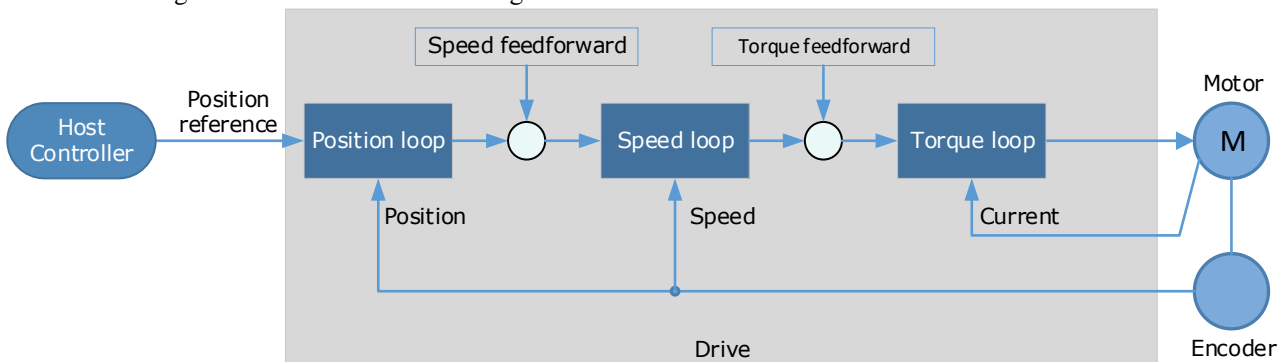 Speed feedforward
Torque feedforward
Motor
Position
reference
Host
Controller
Position loop
Speed loop
Torque loop
M
Position
Speed
Current
Drive
Encoder